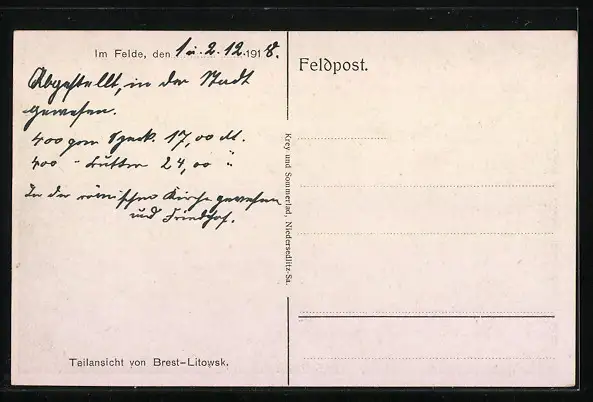 Im Felde, den 1. u. 2. 12. 1918.
Abgestellt, in der Stadt
gewesen.
400 grm Speck. 17,00 M.
400 - Butter 24,00 "
In der römischen Kirche gewesen
und Friedhof.
Teilansicht von Brest-Litowsk.
Krey und Sommerlad, Niedersedlitz-Sa.
Feldpost.